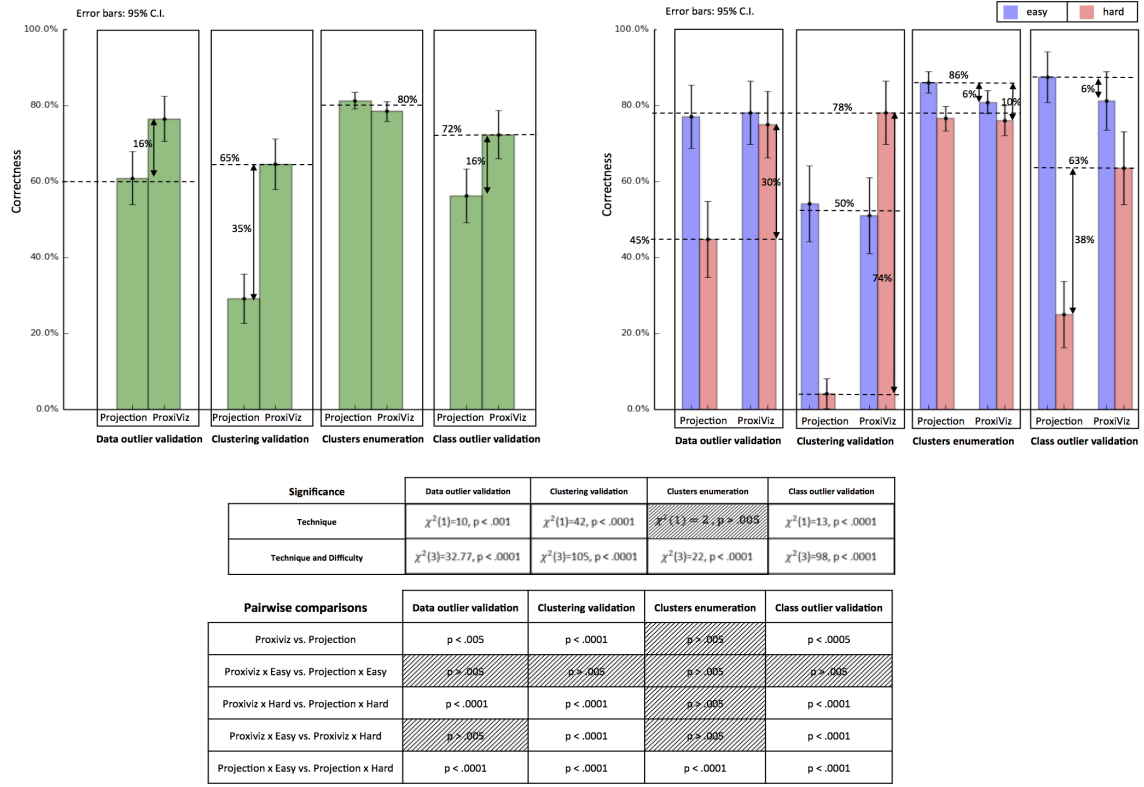 Error bars: 95% C.I.
100.0%
80.0%
60.0%
40.0%
20.0%
0.0%
Correctness
16%
65%
35%
80%
72%
16%
Projection ProxiViz
Projection ProxiViz
Projection ProxiViz
Projection ProxiViz
Data outlier validation
Clustering validation
Clusters enumeration
Class outlier validation
Error bars: 95% C.I.
easy
hard
100.0%
80.0%
60.0%
40.0%
20.0%
0.0%
Correctness
45%
30%
78%
50%
74%
86%
6%
10%
6%
63%
38%
Projection ProxiViz
Projection ProxiViz
Projection ProxiViz
Projection ProxiViz
Data outlier validation
Clustering validation
Clusters enumeration
Class outlier validation
Significance Data outlier validation Clustering validation Clusters enumeration Class outlier validation
Technique χ²(1)=10, p < .001 χ²(1)=42, p < .0001 χ²(1) = 2, p > .005 χ²(1)=13, p < .0001
Technique and Difficulty χ²(3)=32.77, p < .0001 χ²(3)=105, p < .0001 χ²(3)=22, p < .0001 χ²(3)=98, p < .0001
Pairwise comparisons Data outlier validation Clustering validation Clusters enumeration Class outlier validation
Proxiviz vs. Projection p < .005 p < .0001 p > .005 p < .0005
Proxiviz x Easy vs. Projection x Easy p > .005 p > .005 p > .005 p > .005
Proxiviz x Hard vs. Projection x Hard p < .0001 p < .0001 p > .005 p < .0001
Proxiviz x Easy vs. Proxiviz x Hard p > .005 p < .0001 p > .005 p < .0001
Projection x Easy vs. Projection x Hard p < .0001 p < .0001 p < .0001 p < .0001